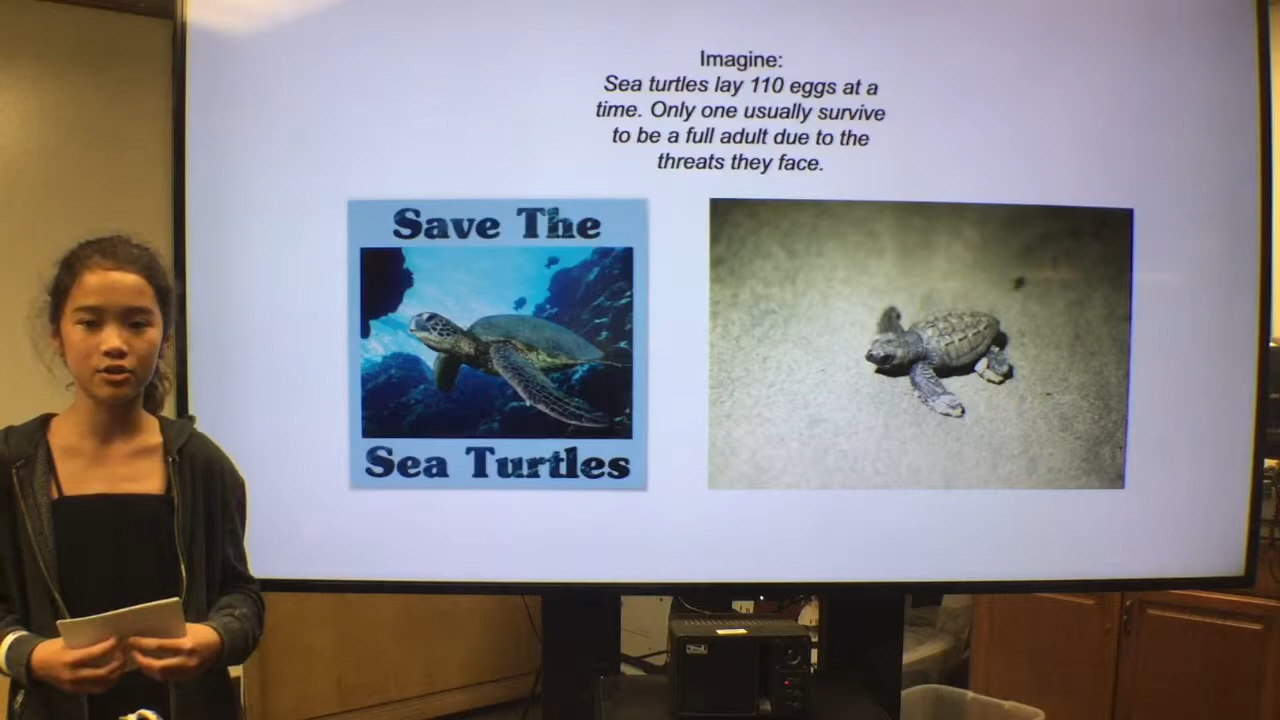 Imagine:
Sea turtles lay 110 eggs at a
time. Only one usually survive
to be a full adult due to the
threats they face.
Save The
Sea Turtles